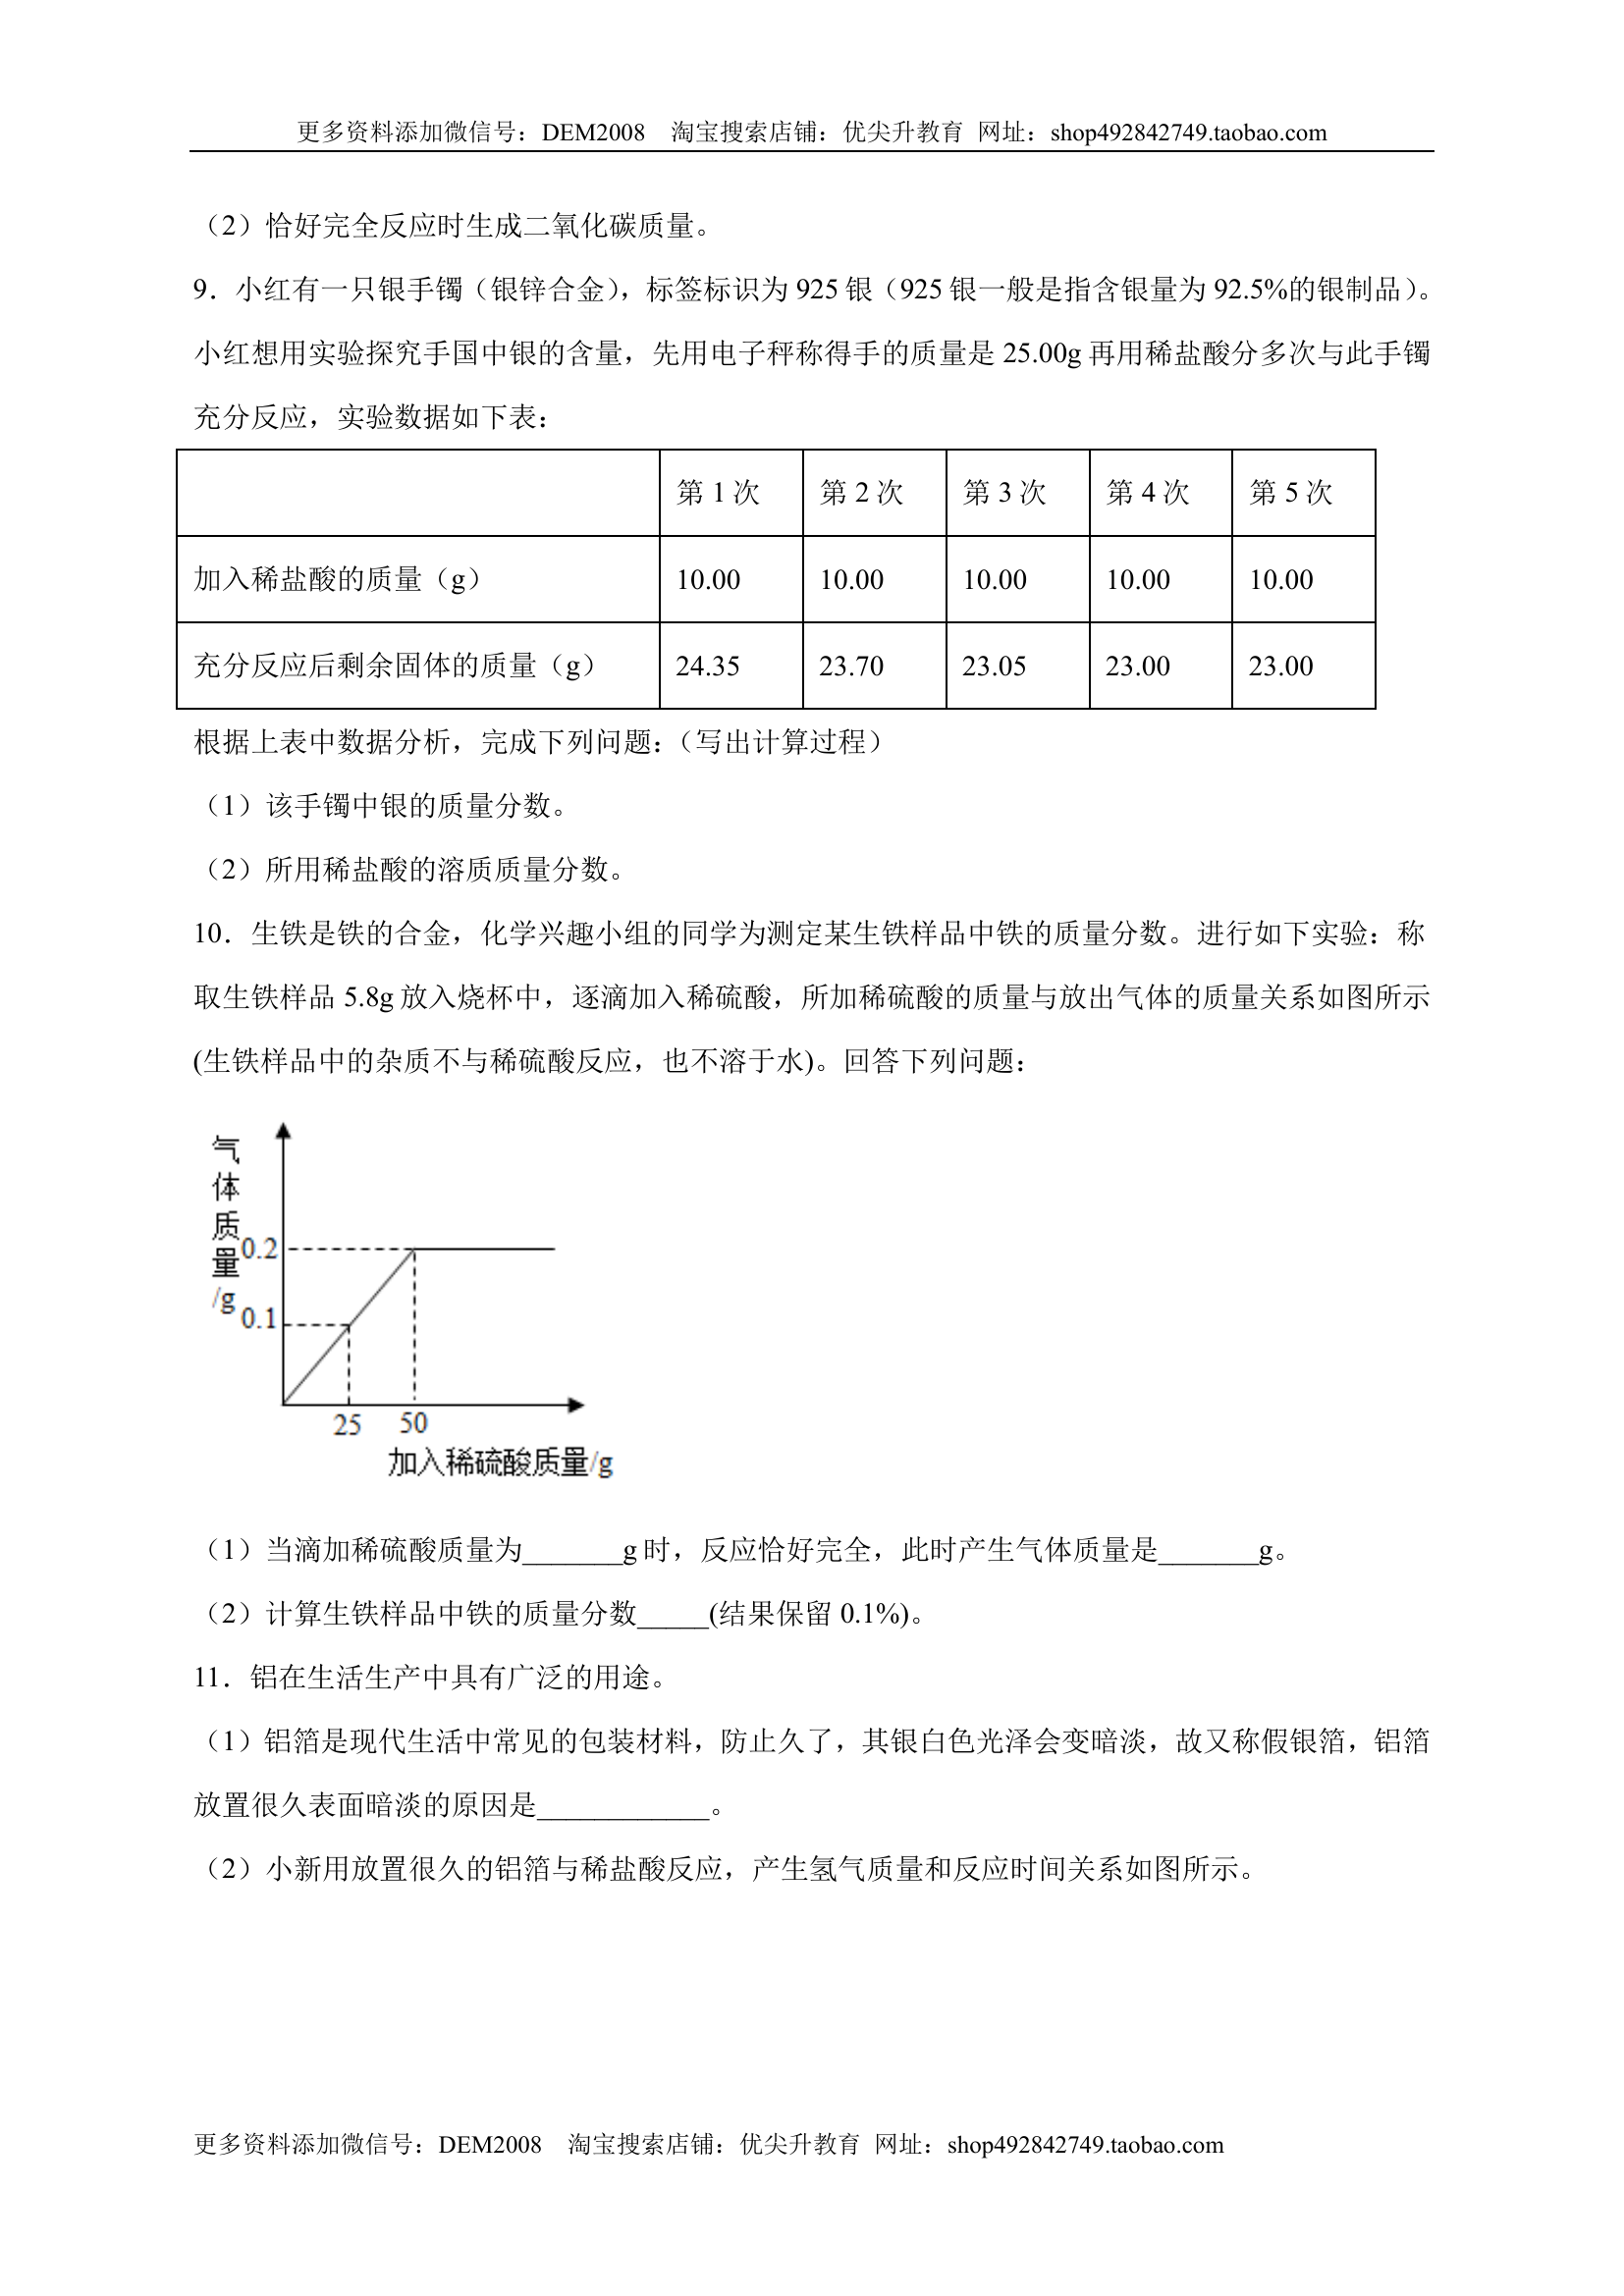 更多资料添加微信号：DEM2008    淘宝搜索店铺：优尖升教育  网址：shop492842749.taobao.com
（2）恰好完全反应时生成二氧化碳质量。
9．小红有一只银手镯（银锌合金），标签标识为 925 银（925 银一般是指含银量为 92.5%的银制品）。
小红想用实验探究手国中银的含量，先用电子秤称得手的质量是 25.00g 再用稀盐酸分多次与此手镯
充分反应，实验数据如下表：
第 1 次 第 2 次 第 3 次 第 4 次 第 5 次
加入稀盐酸的质量（g） 10.00 10.00 10.00 10.00 10.00
充分反应后剩余固体的质量（g） 24.35 23.70 23.05 23.00 23.00
根据上表中数据分析，完成下列问题：（写出计算过程）
（1）该手镯中银的质量分数。
（2）所用稀盐酸的溶质质量分数。
10．生铁是铁的合金，化学兴趣小组的同学为测定某生铁样品中铁的质量分数。进行如下实验：称
取生铁样品 5.8g 放入烧杯中，逐滴加入稀硫酸，所加稀硫酸的质量与放出气体的质量关系如图所示
(生铁样品中的杂质不与稀硫酸反应，也不溶于水)。回答下列问题：
气体质量/g
0.2
0.1
25 50
加入稀硫酸质量/g
（1）当滴加稀硫酸质量为_______g 时，反应恰好完全，此时产生气体质量是_______g。
（2）计算生铁样品中铁的质量分数_____(结果保留 0.1%)。
11．铝在生活生产中具有广泛的用途。
（1）铝箔是现代生活中常见的包装材料，防止久了，其银白色光泽会变暗淡，故又称假银箔，铝箔
放置很久表面暗淡的原因是____________。
（2）小新用放置很久的铝箔与稀盐酸反应，产生氢气质量和反应时间关系如图所示。
更多资料添加微信号：DEM2008    淘宝搜索店铺：优尖升教育  网址：shop492842749.taobao.com